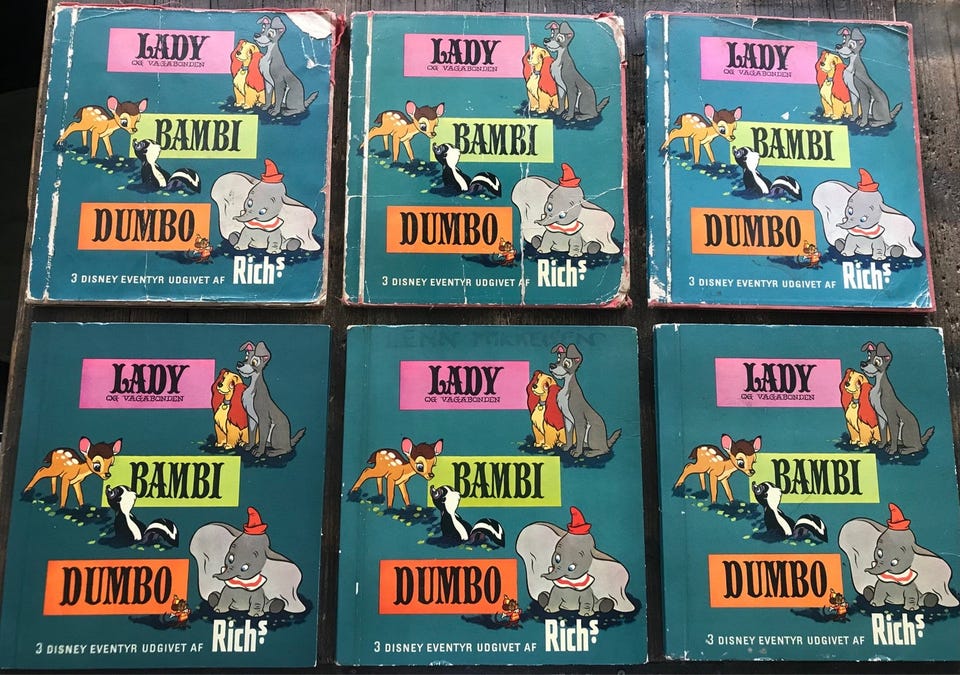 LADY
OG VAGABONDEN
BAMBI
DUMBO
3 DISNEY EVENTYR UDGIVET AF Richs
LADY
OG VAGABONDEN
BAMBI
DUMBO
3 DISNEY EVENTYR UDGIVET AF Richs
LADY
OG VAGABONDEN
BAMBI
DUMBO
3 DISNEY EVENTYR UDGIVET AF Richs
LADY
OG VAGABONDEN
BAMBI
DUMBO
3 DISNEY EVENTYR UDGIVET AF Richs
LADY
OG VAGABONDEN
BAMBI
DUMBO
3 DISNEY EVENTYR UDGIVET AF Richs
LADY
OG VAGABONDEN
BAMBI
DUMBO
3 DISNEY EVENTYR UDGIVET AF Richs